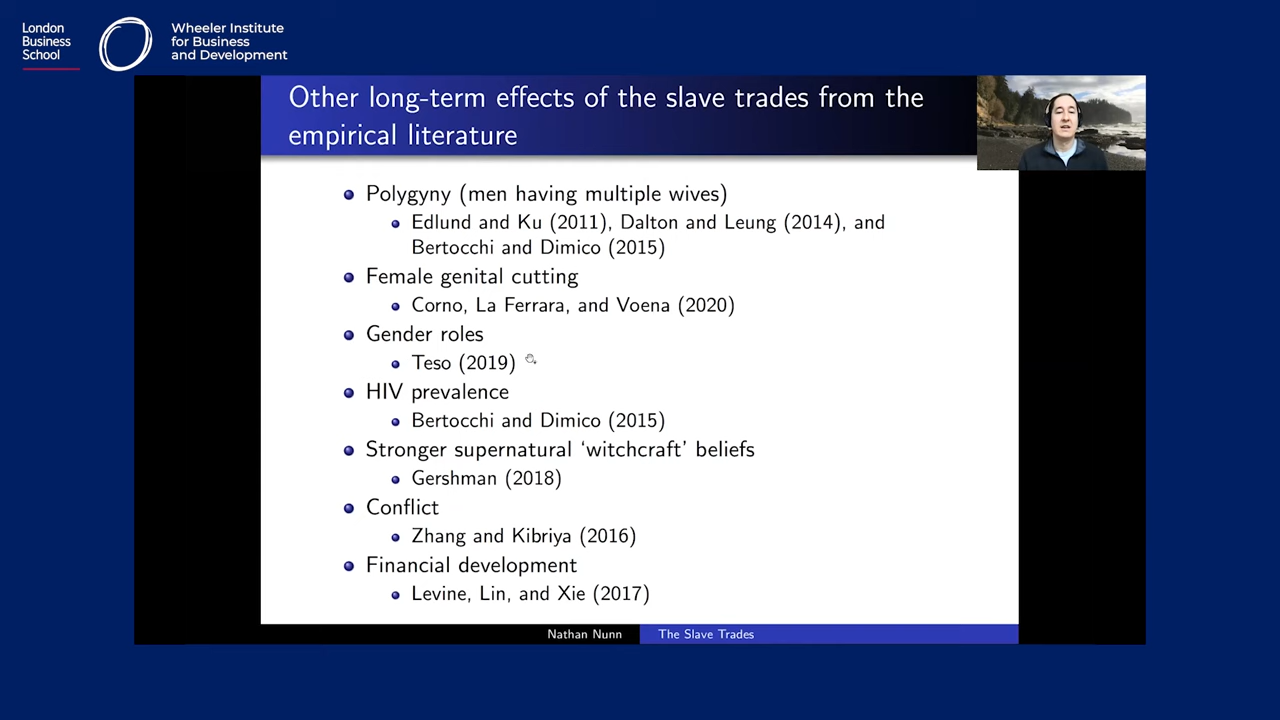 London
Business
School
Wheeler Institute
for Business
and Development
Other long-term effects of the slave trades from the
empirical literature
Polygyny (men having multiple wives)
Edlund and Ku (2011), Dalton and Leung (2014), and
Bertocchi and Dimico (2015)
Female genital cutting
Corno, La Ferrara, and Voena (2020)
Gender roles
Teso (2019)
HIV prevalence
Bertocchi and Dimico (2015)
Stronger supernatural ‘witchcraft’ beliefs
Gershman (2018)
Conflict
Zhang and Kibriya (2016)
Financial development
Levine, Lin, and Xie (2017)
Nathan Nunn
The Slave Trades